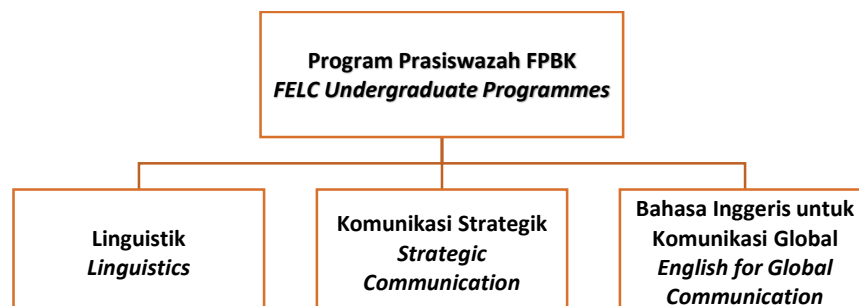 Program Prasiswazah FPBK
FELC Undergraduate Programmes
Linguistik
Linguistics
Komunikasi Strategik
Strategic
Communication
Bahasa Inggeris untuk
Komunikasi Global
English for Global
Communication